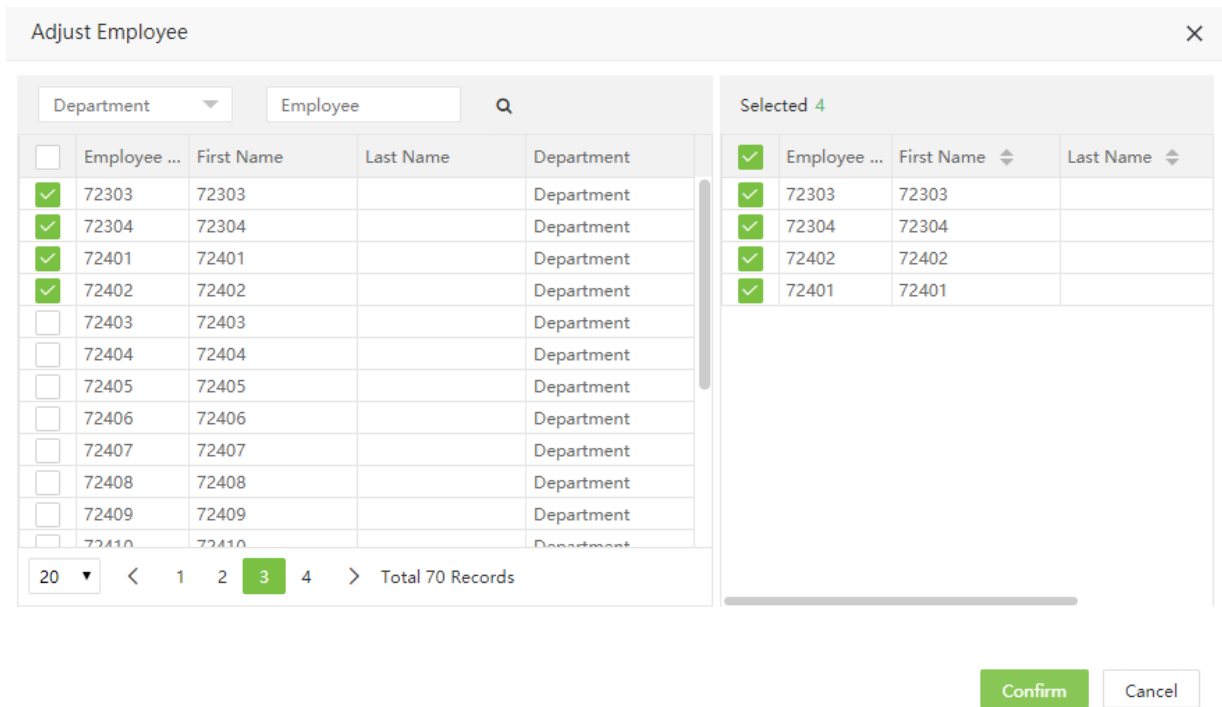 Adjust Employee
Department Employee
Employee ... First Name Last Name Department
72303 72303 Department
72304 72304 Department
72401 72401 Department
72402 72402 Department
72403 72403 Department
72404 72404 Department
72405 72405 Department
72406 72406 Department
72407 72407 Department
72408 72408 Department
72409 72409 Department
72410 72410 Department
20 1 2 3 4 Total 70 Records
Selected 4
Employee ... First Name Last Name
72303 72303
72304 72304
72402 72402
72401 72401
Confirm Cancel